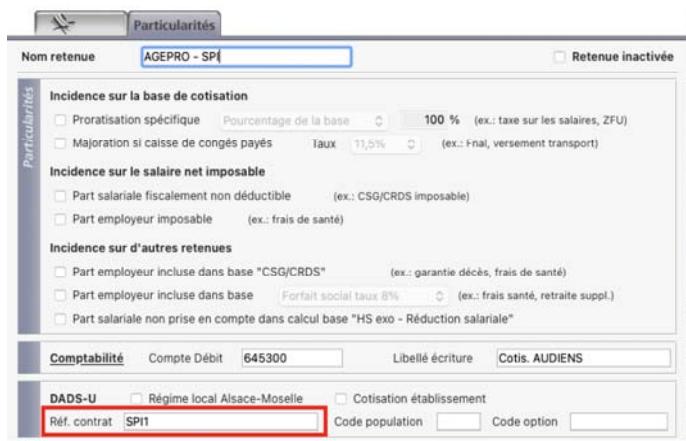 Particularités
Nom retenue AGEPRO - SPI Retenue inactivée
Particularités
Incidence sur la base de cotisation
Proratisation spécifique Pourcentage de la base 100 % (ex.: taxe sur les salaires, ZFU)
Majoration si caisse de congés payés Taux 11,5% (ex.: Fnal, versement transport)
Incidence sur le salaire net imposable
Part salariale fiscalement non déductible (ex.: CSG/CRDS imposable)
Part employeur imposable (ex.: frais de santé)
Incidence sur d'autres retenues
Part employeur incluse dans base "CSG/CRDS" (ex.: garantie décès, frais de santé)
Part employeur incluse dans base Forfait social taux 8% (ex.: frais santé, retraite suppl.)
Part salariale non prise en compte dans calcul base "HS exo - Réduction salariale"
Comptabilité Compte Débit 645300 Libellé écriture Cotis. AUDIENS
DADS-U Régime local Alsace-Moselle Cotisation établissement
Réf. contrat SPI1 Code population Code option